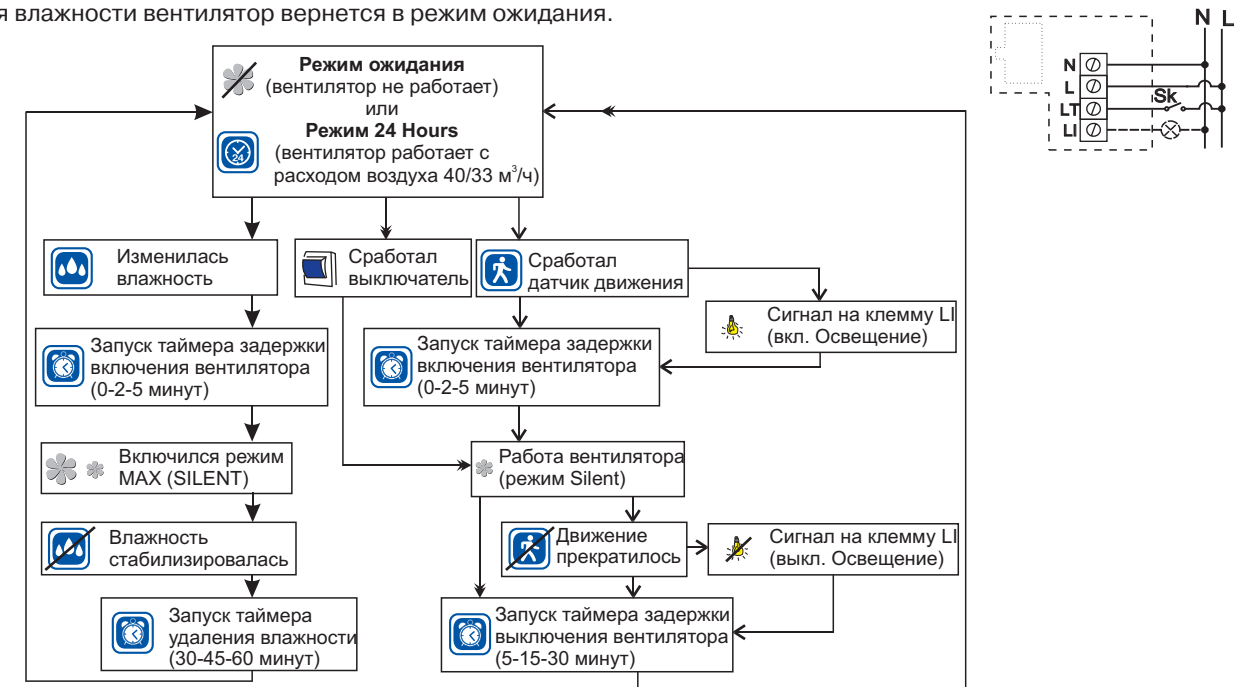 я влажности вентилятор вернется в режим ожидания.
Режим ожидания
(вентилятор не работает)
или
Режим 24 Hours
(вентилятор работает с
расходом воздуха 40/33 м³/ч)
24
N L
N
L
Sk
LT
LI
Изменилась
влажность
Сработал
выключатель
Сработал
датчик движения
Сигнал на клемму LI
(вкл. Освещение)
Запуск таймера задержки
включения вентилятора
(0-2-5 минут)
Запуск таймера задержки
включения вентилятора
(0-2-5 минут)
Включился режим
MAX (SILENT)
Работа вентилятора
(режим Silent)
Влажность
стабилизировалась
Движение
прекратилось
Сигнал на клемму LI
(выкл. Освещение)
Запуск таймера
удаления влажности
(30-45-60 минут)
Запуск таймера задержки
выключения вентилятора
(5-15-30 минут)